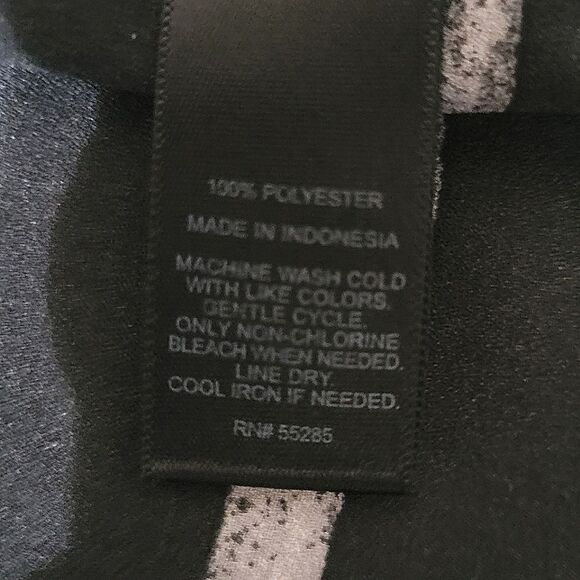 100% POLYESTER
MADE IN INDONESIA
MACHINE WASH COLD
WITH LIKE COLORS.
GENTLE CYCLE.
ONLY NON-CHLORINE
BLEACH WHEN NEEDED.
LINE DRY.
COOL IRON IF NEEDED.
RN# 55285